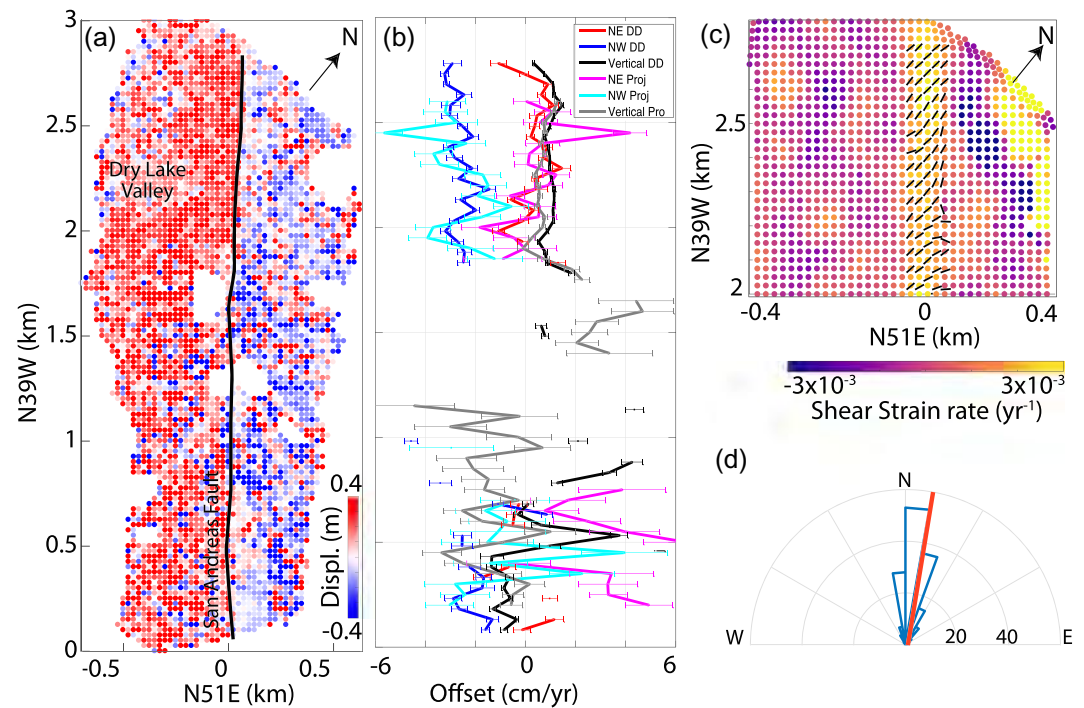 (a)
N
3
2.5
2
1.5
1
0.5
0
N39W (km)
Dry Lake
Valley
San Andreas Fault
0.4
Displ. (m)
-0.4
-0.5
0
0.5
N51E (km)
(b)
NE DD
NW DD
Vertical DD
NE Proj
NW Proj
Vertical Pro
-6
0
6
Offset (cm/yr)
(c)
N
2.5
2
N39W (km)
-0.4
0
0.4
N51E (km)
-3x10⁻³
3x10⁻³
Shear Strain rate (yr⁻¹)
(d)
N
W
20
40
E